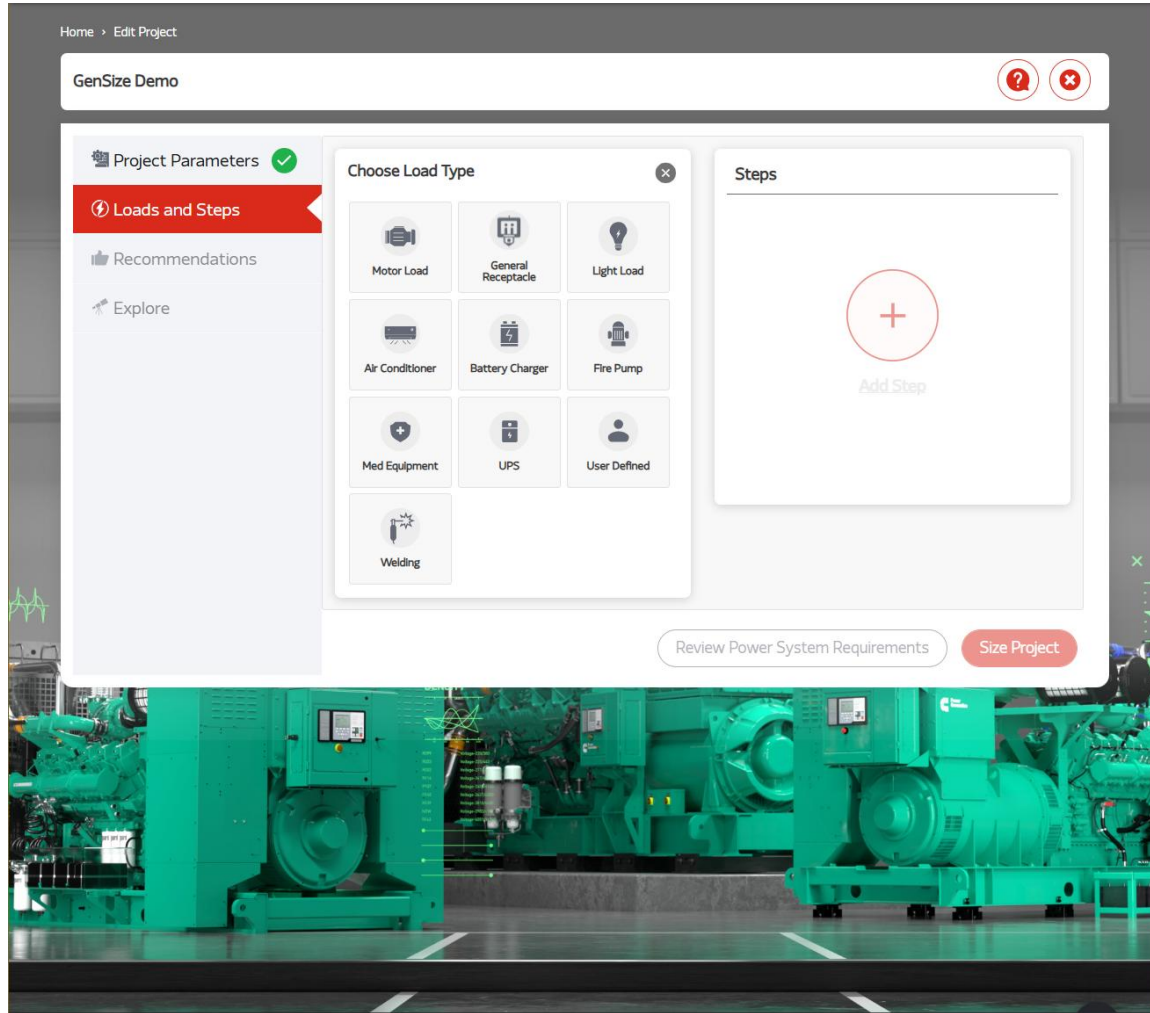 Home › Edit Project
GenSize Demo
Project Parameters
Loads and Steps
Recommendations
Explore
Choose Load Type
Motor Load
General
Receptacle
Light Load
Air Conditioner
Battery Charger
Fire Pump
Med Equipment
UPS
User Defined
Welding
Steps
Add Step
Review Power System Requirements
Size Project